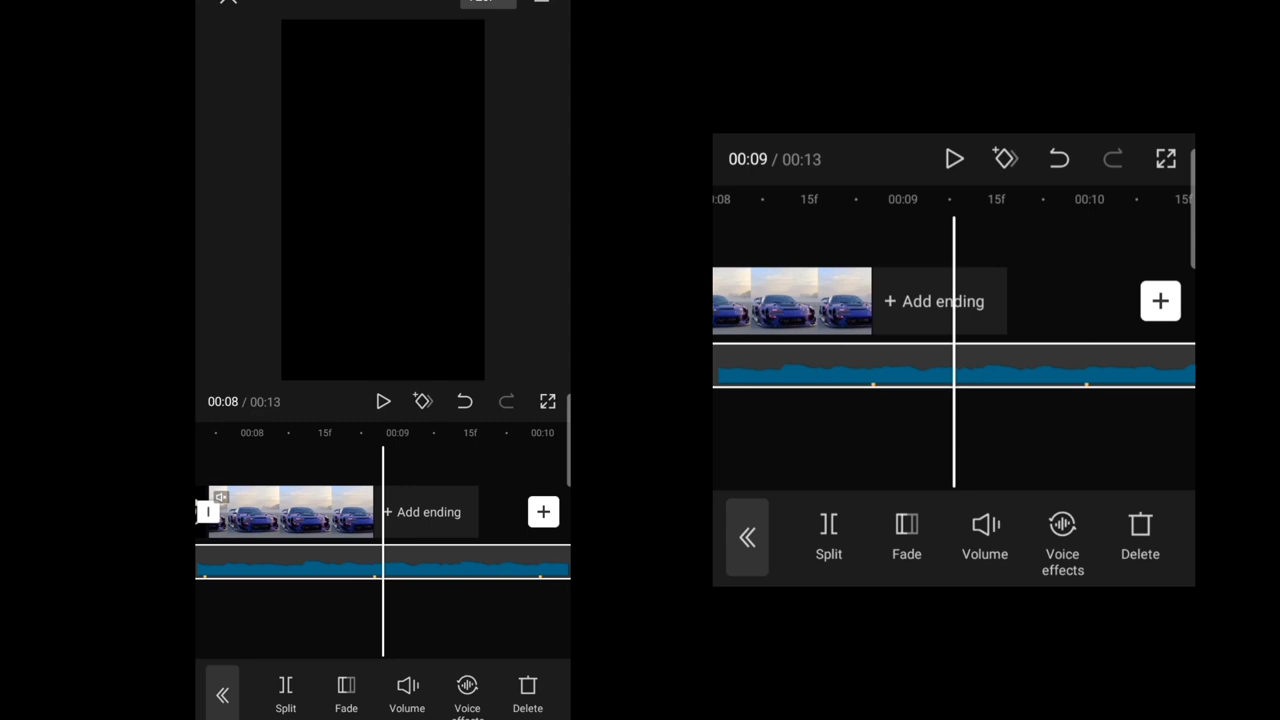 00:08 / 00:13
00:08
15f
00:09
15f
00:10
+ Add ending
Split
Fade
Volume
Voice
Delete
00:09 / 00:13
:08
15f
00:09
15f
00:10
15f
+ Add ending
Split
Fade
Volume
Voice
effects
Delete